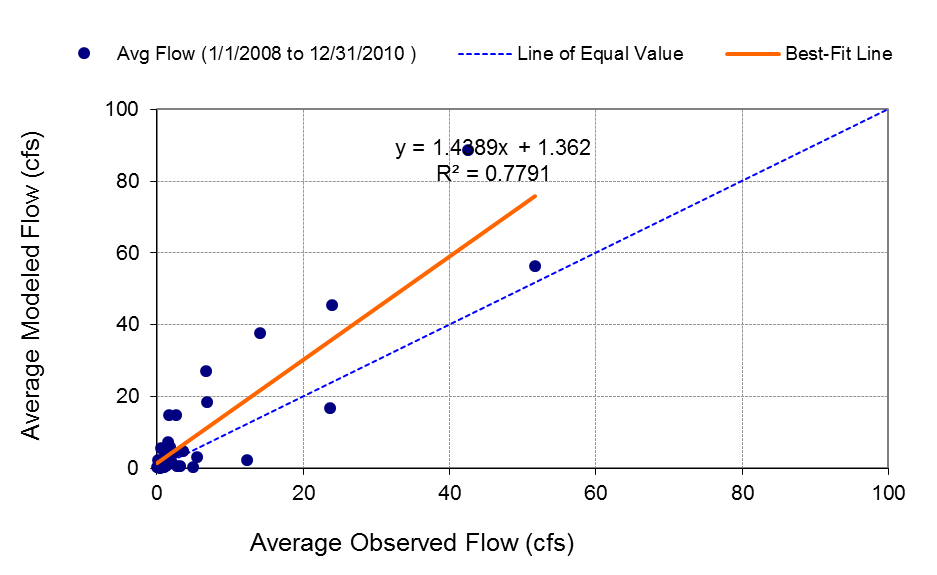 Avg Flow (1/1/2008 to 12/31/2010 ) Line of Equal Value Best-Fit Line
100
80
60
40
20
0
Average Modeled Flow (cfs)
y = 1.4389x + 1.362
R² = 0.7791
0 20 40 60 80 100
Average Observed Flow (cfs)